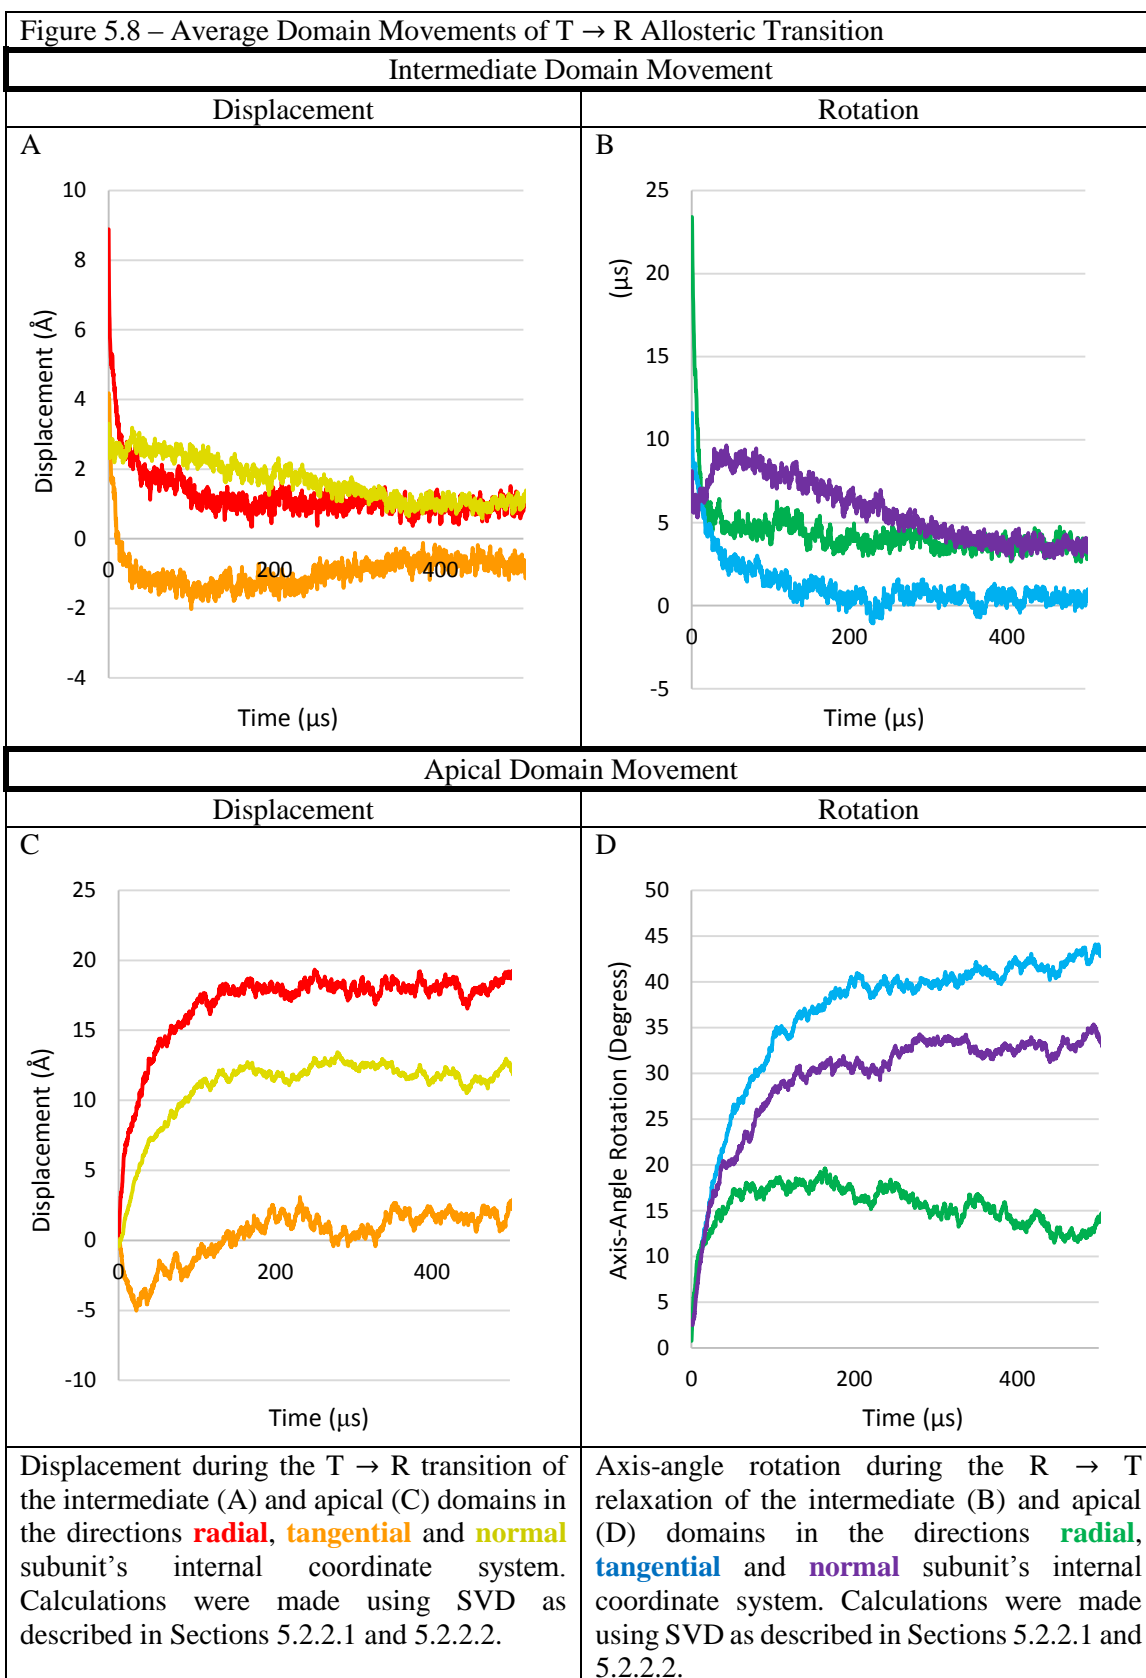 Figure 5.8 – Average Domain Movements of T → R Allosteric Transition
Intermediate Domain Movement
Displacement
Rotation
A
10
8
6
4
2
0
-2
-4
0
200
400
Displacement (Å)
Time (µs)
B
25
20
15
10
5
0
-5
0
200
400
(µs)
Time (µs)
Apical Domain Movement
Displacement
Rotation
C
25
20
15
10
5
0
-5
-10
0
200
400
Displacement (Å)
Time (µs)
D
50
45
40
35
30
25
20
15
10
5
0
0
200
400
Axis-Angle Rotation (Degress)
Time (µs)
Displacement during the T → R transition of
the intermediate (A) and apical (C) domains in
the directions radial, tangential and normal
subunit’s internal coordinate system.
Calculations were made using SVD as
described in Sections 5.2.2.1 and 5.2.2.2.
Axis-angle rotation during the R → T
relaxation of the intermediate (B) and apical
(D) domains in the directions radial,
tangential and normal subunit’s internal
coordinate system. Calculations were made
using SVD as described in Sections 5.2.2.1 and
5.2.2.2.